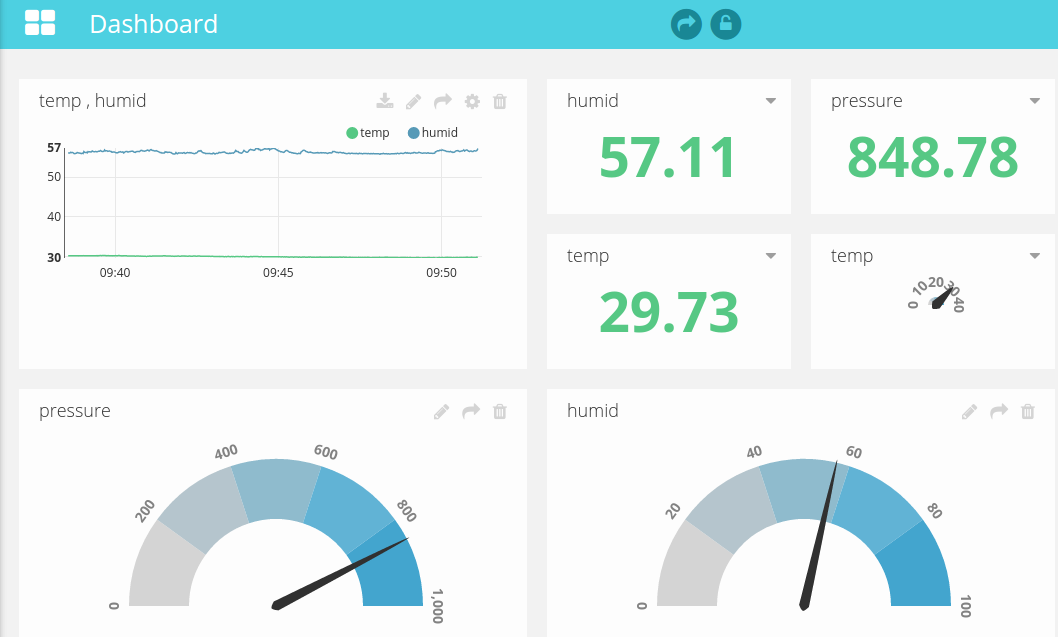 Dashboard
temp , humid
temp humid
57
50
40
30
09:40 09:45 09:50
humid
57.11
pressure
848.78
temp
29.73
temp
0 10 20 30 40
pressure
0 200 400 600 800 1,000
humid
0 20 40 60 80 100